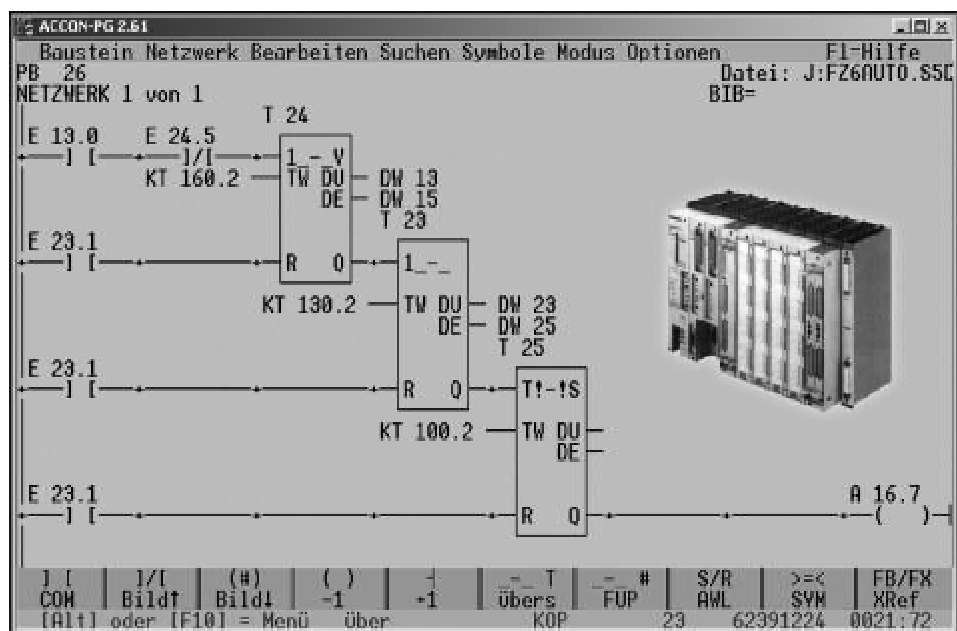 ACCON-PG 2.61
Baustein Netzwerk Bearbeiten Suchen Symbole Modus Optionen F1=Hilfe
PB 26 Datei: J:FZ6AUTO.S5D
NETZWERK 1 von 1 BIB=
T 24
E 13.0 E 24.5
] [ ]/[ 1_-_V
KT 160.2 TW DU DW 13
DE DW 15
T 23
E 23.1
] [ R Q 1_-_
KT 130.2 TW DU DW 23
DE DW 25
T 25
E 23.1
] [ R Q T!-!S
KT 100.2 TW DU
DE
E 23.1 A 16.7
] [ R Q ( )
] [ ]/[ (#) ( ) ┤ _-_ T _-_ # S/R >=< FB/FX
COM Bild↑ Bild↓ -1 +1 übers FUP AWL SYM XRef
[Alt] oder [F10] = Menü über KOP 23 62391224 0021:72